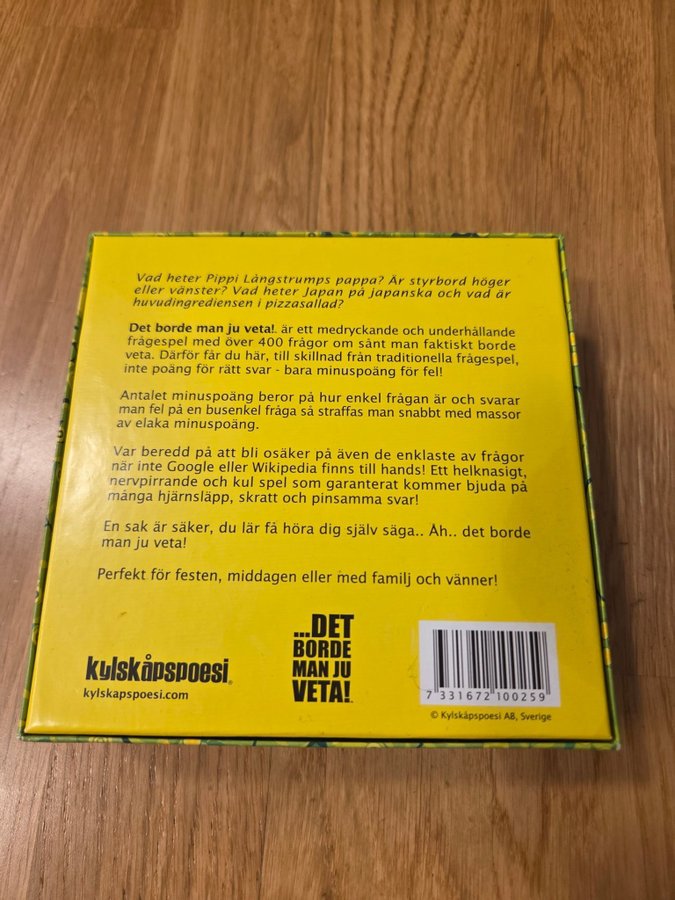 Vad heter Pippi Långstrumps pappa? Är styrbord höger
eller vänster? Vad heter Japan på japanska och vad är
huvudingrediensen i pizzasallad?
Det borde man ju veta!. är ett medryckande och underhållande
frågespel med över 400 frågor om sånt man faktiskt borde
veta. Därför får du här, till skillnad från traditionella frågespel,
inte poäng för rätt svar - bara minuspoäng för fel!
Antalet minuspoäng beror på hur enkel frågan är och svarar
man fel på en busenkel fråga så straffas man snabbt med massor
av elaka minuspoäng.
Var beredd på att bli osäker på även de enklaste av frågor
när inte Google eller Wikipedia finns till hands! Ett helknasigt,
nervpirrande och kul spel som garanterat kommer bjuda på
många hjärnsläpp, skratt och pinsamma svar!
En sak är säker, du lär få höra dig själv säga.. Åh.. det borde
man ju veta!
Perfekt för festen, middagen eller med familj och vänner!
kylskåpspoesi®
kylskapspoesi.com
...DET
BORDE
MAN JU
VETA!
7 331672 100259
© Kylskåpspoesi AB, Sverige